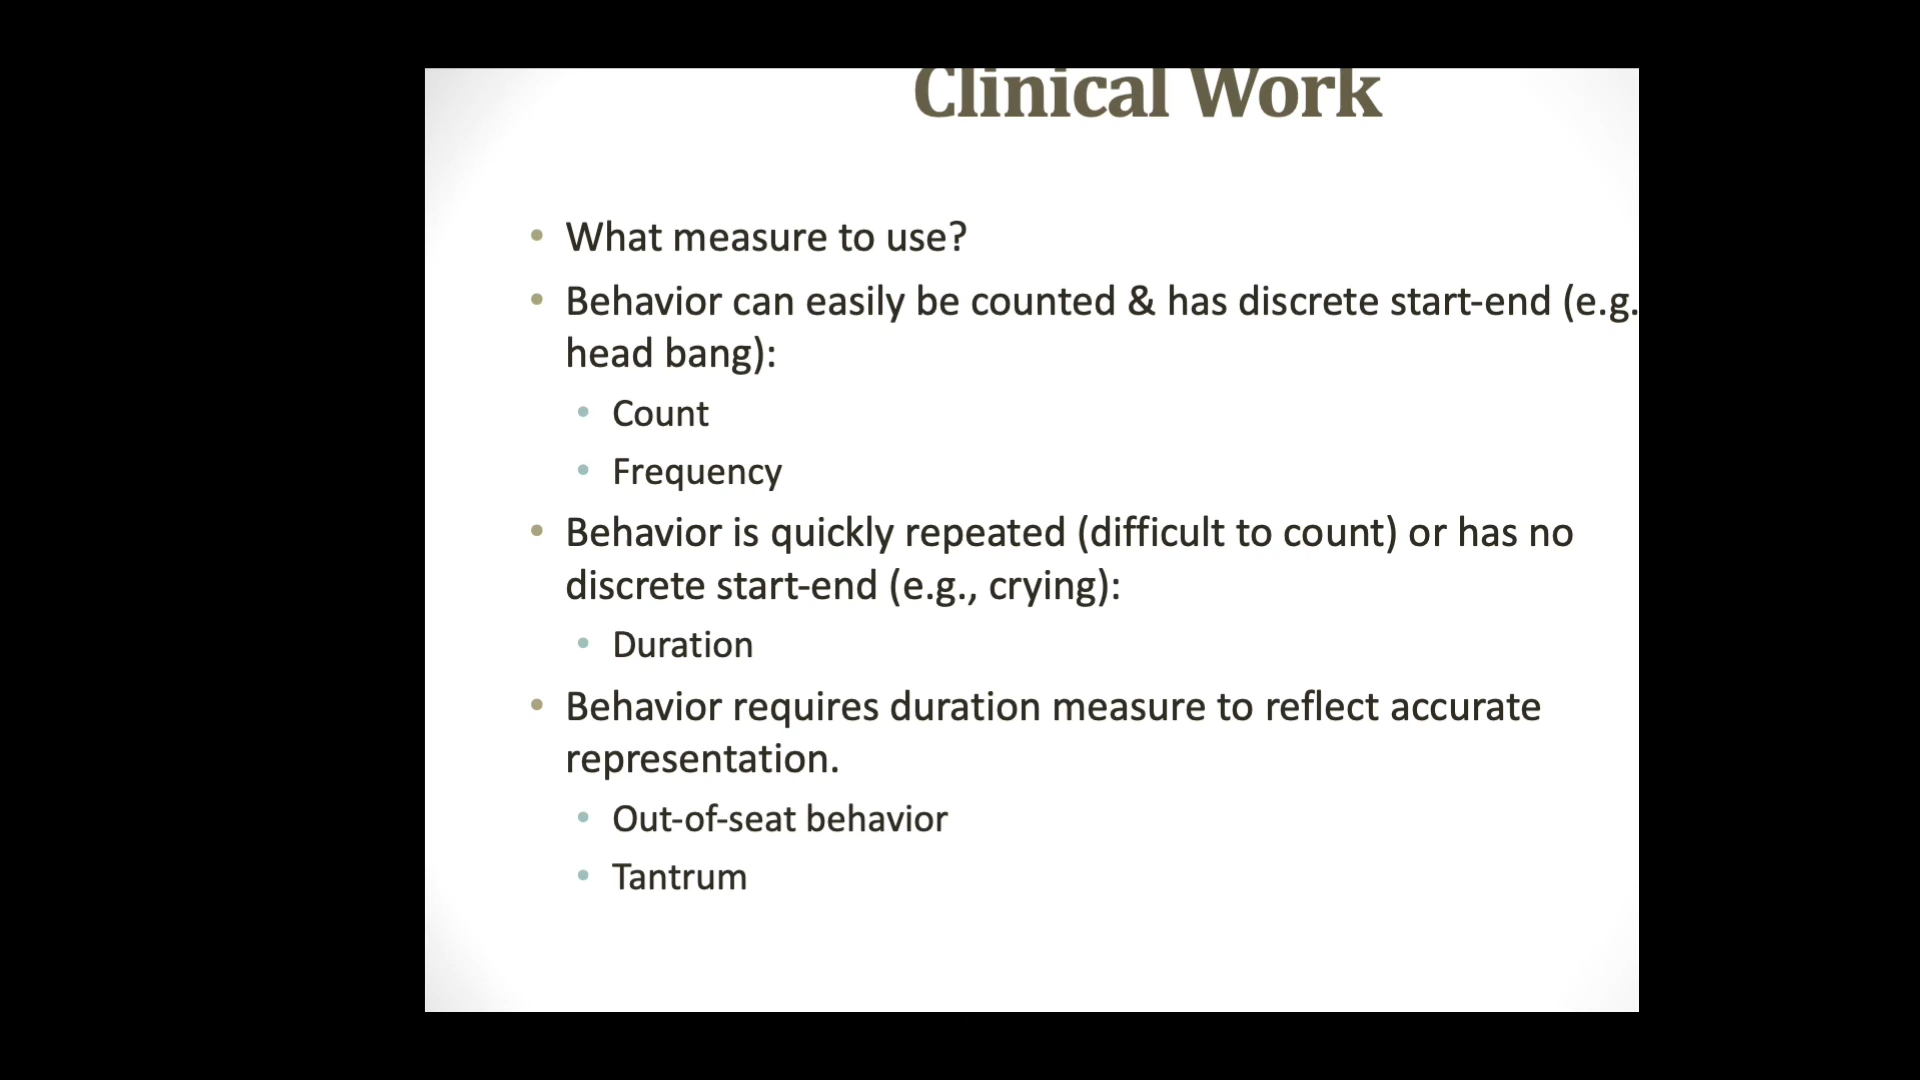 Clinical Work
• What measure to use?
• Behavior can easily be counted & has discrete start-end (e.g.
head bang):
• Count
• Frequency
• Behavior is quickly repeated (difficult to count) or has no
discrete start-end (e.g., crying):
• Duration
• Behavior requires duration measure to reflect accurate
representation.
• Out-of-seat behavior
• Tantrum